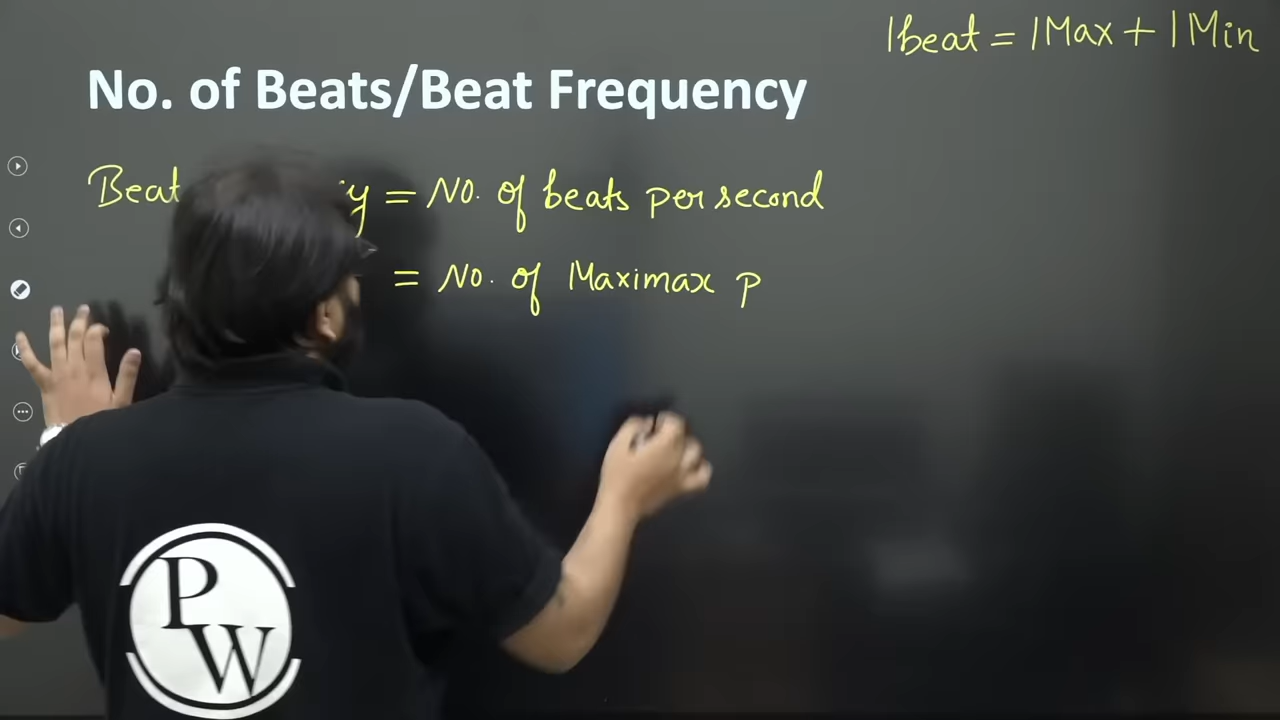 1beat = 1Max + 1Min
No. of Beats/Beat Frequency
Beat y = No. of beats per second
= No. of Maximax p
P
W